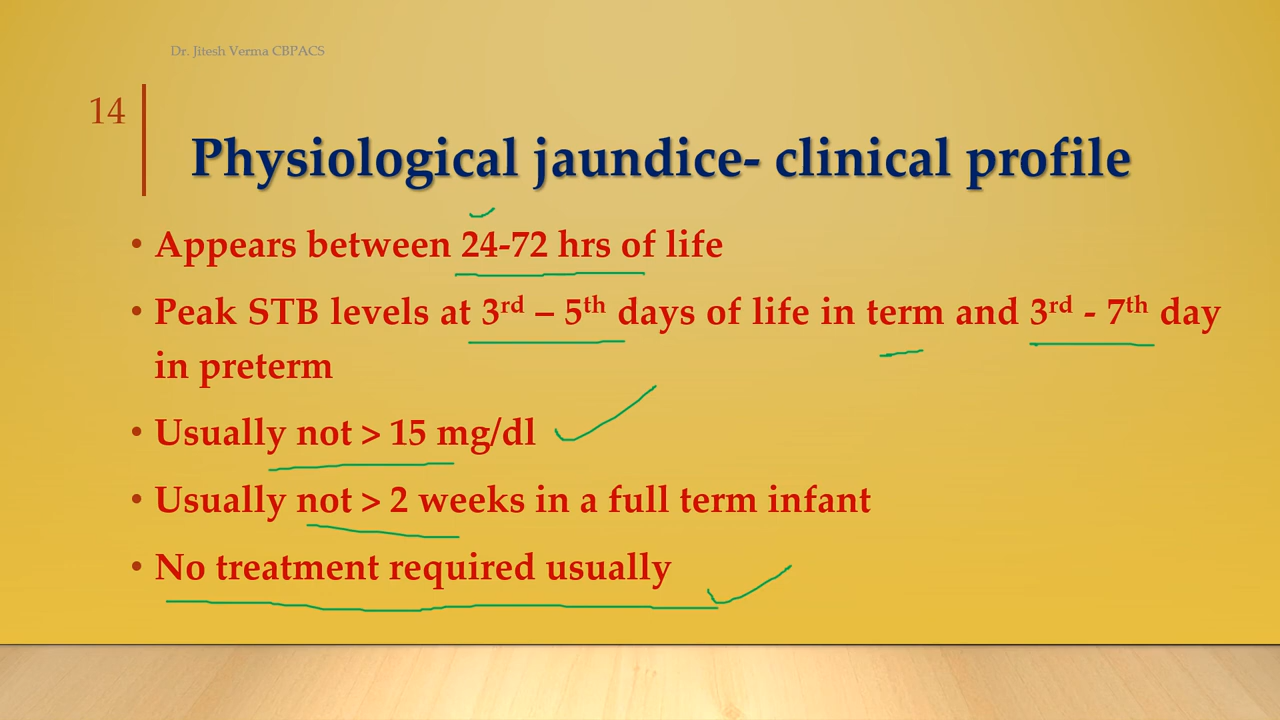 Dr. Jitesh Verma CBPACS
14
Physiological jaundice- clinical profile
• Appears between 24-72 hrs of life
• Peak STB levels at 3rd – 5th days of life in term and 3rd - 7th day
in preterm
• Usually not > 15 mg/dl
• Usually not > 2 weeks in a full term infant
• No treatment required usually